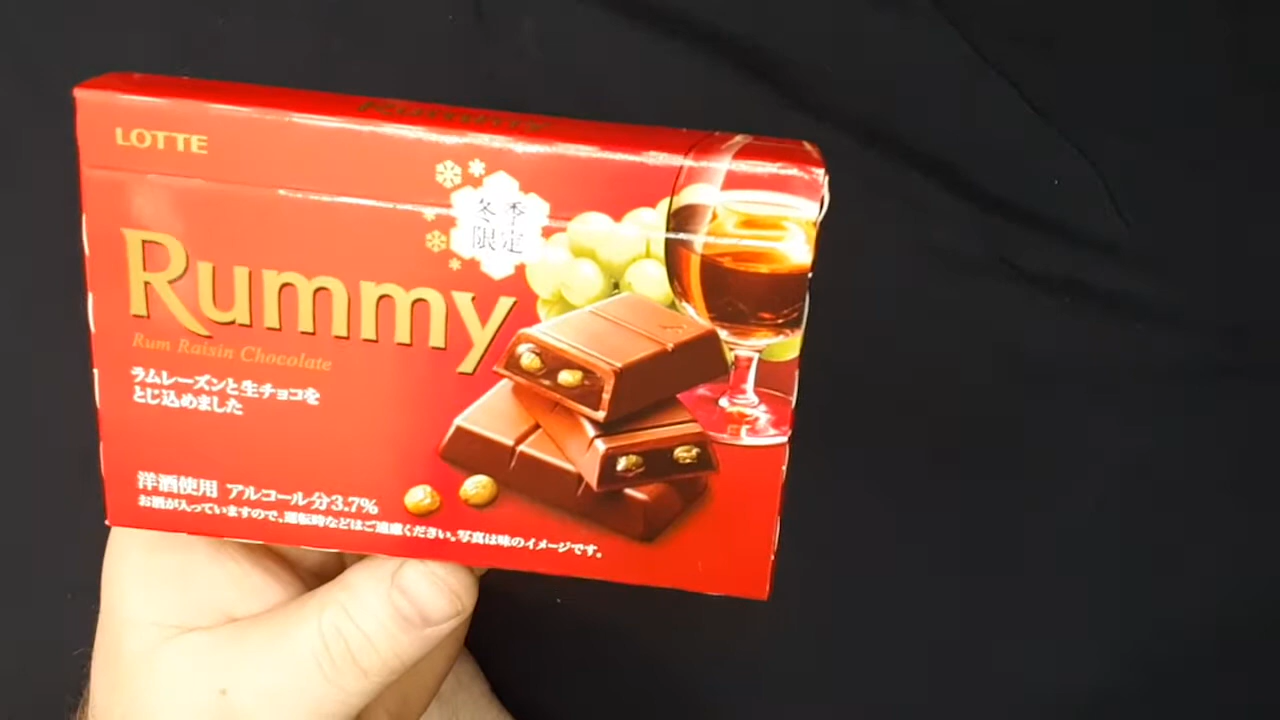 Rummy
LOTTE
冬季
限定
Rummy
Rum Raisin Chocolate
ラムレーズンと生チョコを
とじ込めました
洋酒使用 アルコール分3.7%
お酒が入っていますので、運転時などはご遠慮ください。写真は味のイメージです。